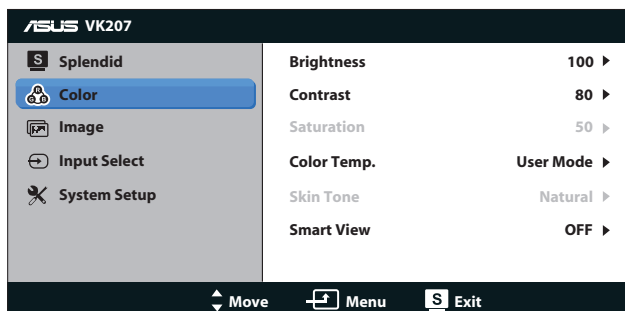 ASUS VK207
S Splendid
R G B Color
Image
Input Select
System Setup
Brightness 100
Contrast 80
Saturation 50
Color Temp. User Mode
Skin Tone Natural
Smart View OFF
Move Menu S Exit